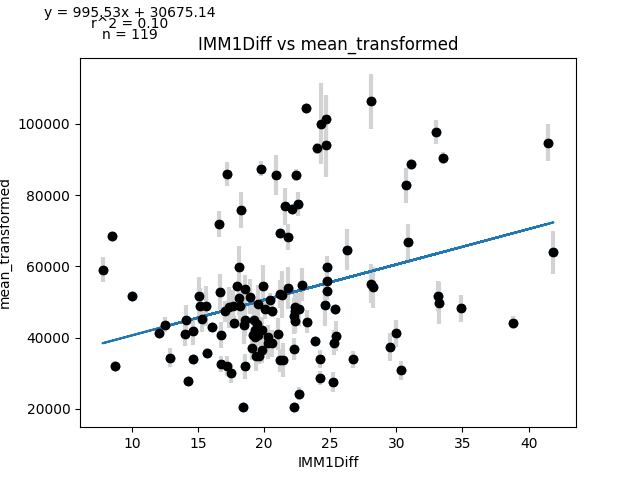 y = 995.53x + 30675.14
r^2 = 0.10
n = 119
IMM1Diff vs mean_transformed
100000
80000
60000
40000
20000
mean_transformed
10 15 20 25 30 35 40
IMM1Diff